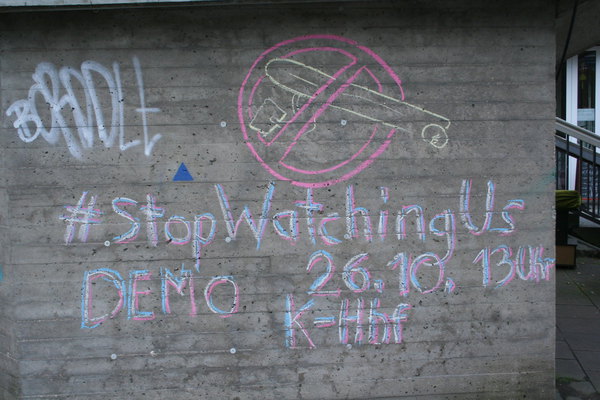 #StopWatchingUs
DEMO 26.10, 13Uhr
K-Hbf